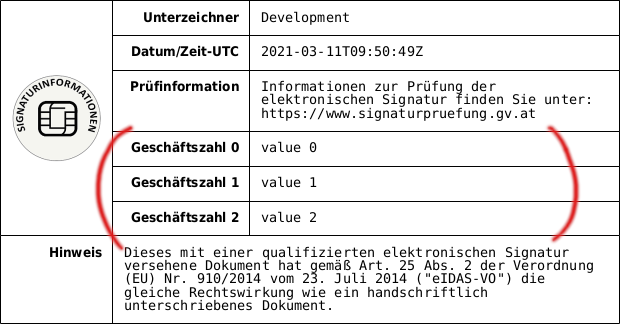 SIGNATURINFORMATIONEN
Unterzeichner Development
Datum/Zeit-UTC 2021-03-11T09:50:49Z
Prüfinformation Informationen zur Prüfung der
elektronischen Signatur finden Sie unter:
https://www.signaturpruefung.gv.at
Geschäftszahl 0 value 0
Geschäftszahl 1 value 1
Geschäftszahl 2 value 2
Hinweis Dieses mit einer qualifizierten elektronischen Signatur
versehene Dokument hat gemäß Art. 25 Abs. 2 der Verordnung
(EU) Nr. 910/2014 vom 23. Juli 2014 ("eIDAS-VO") die
gleiche Rechtswirkung wie ein handschriftlich
unterschriebenes Dokument.